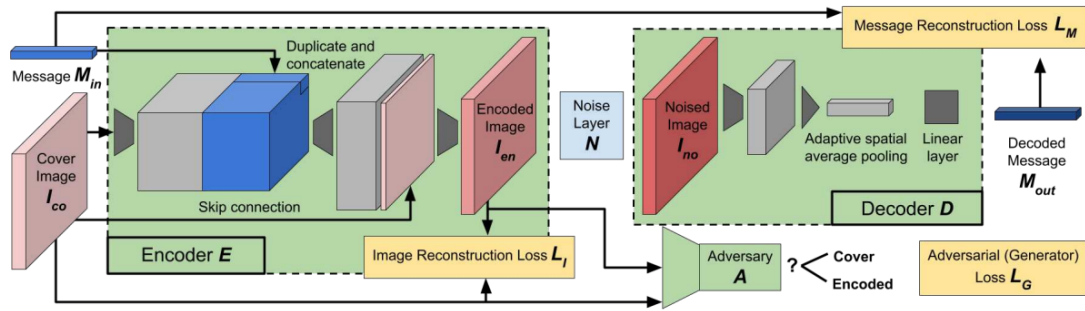 Message M_in
Duplicate and
concatenate
Cover
Image
I_co
Skip connection
Encoder E
Encoded
Image
I_en
Image Reconstruction Loss L_I
Noise
Layer
N
Noised
Image
I_no
Adaptive spatial
average pooling
Linear
layer
Decoder D
Message Reconstruction Loss L_M
Decoded
Message
M_out
Adversary
A
?
Cover
Encoded
Adversarial (Generator)
Loss L_G